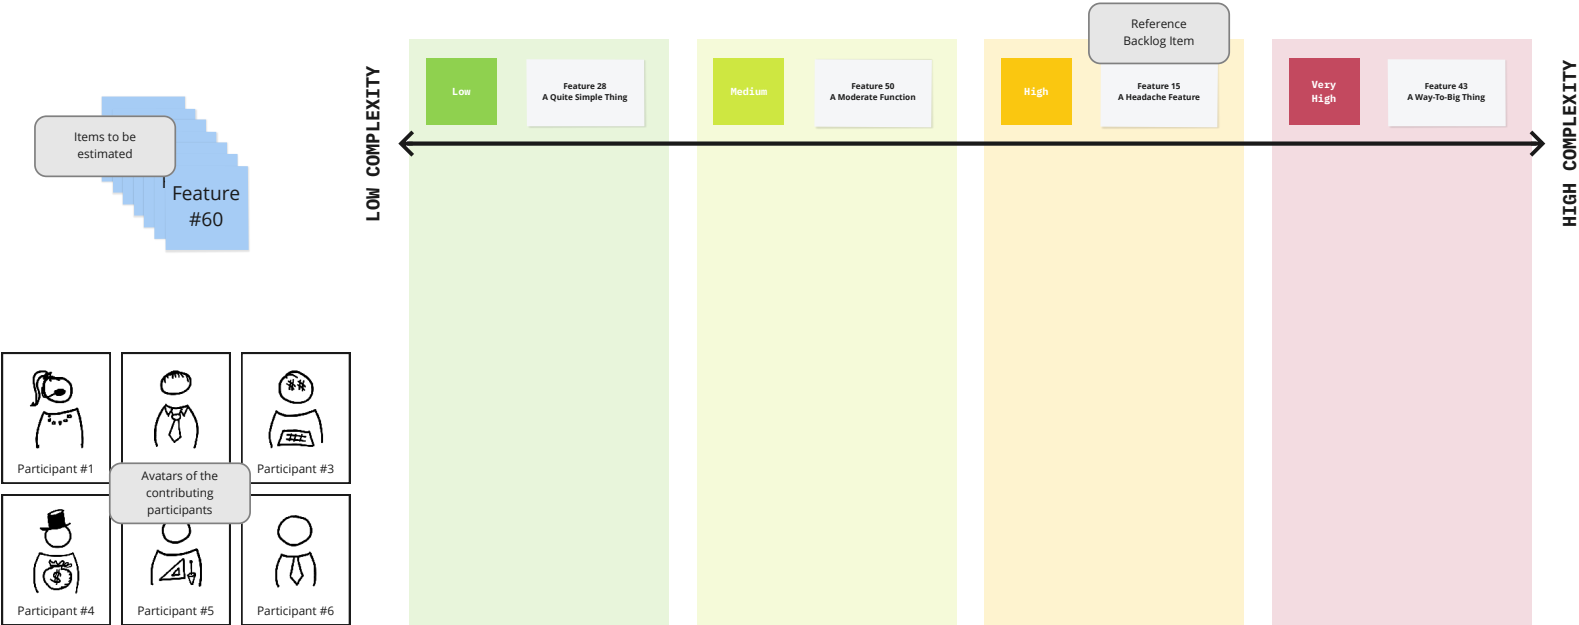 Reference
Backlog Item
LOW COMPLEXITY
Low
Feature 28
A Quite Simple Thing
Medium
Feature 50
A Moderate Function
High
Feature 15
A Headache Feature
Very
High
Feature 43
A Way-To-Big Thing
HIGH COMPLEXITY
Items to be
estimated
Feature
#60
Participant #1
Participant #3
Avatars of the
contributing
participants
Participant #4
Participant #5
Participant #6